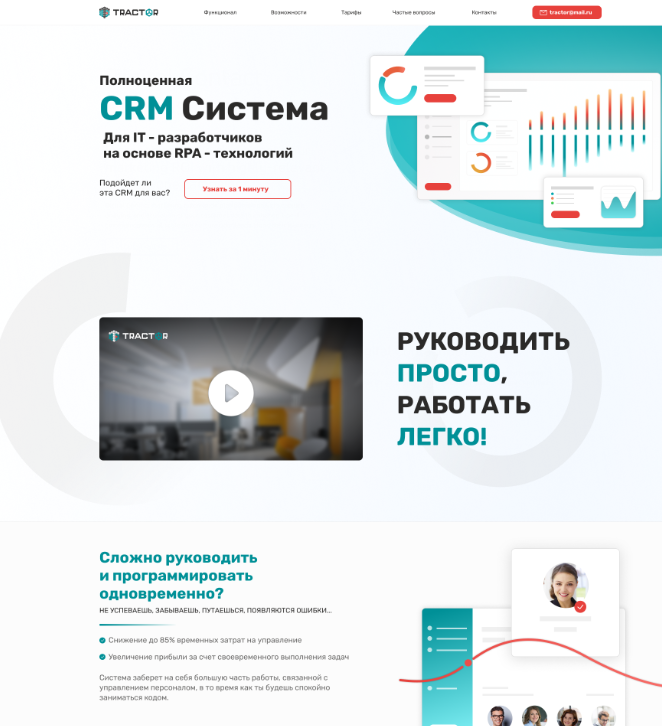 TRACTOR
Функционал
Возможности
Тарифы
Частые вопросы
Контакты
tractor@mail.ru
Полноценная
CRM Система
Для IT - разработчиков
на основе RPA - технологий
Подойдет ли
эта CRM для вас?
Узнать за 1 минуту
TRACTOR
РУКОВОДИТЬ
ПРОСТО,
РАБОТАТЬ
ЛЕГКО!
Сложно руководить
и программировать
одновременно?
НЕ УСПЕВАЕШЬ, ЗАБЫВАЕШЬ, ПУТАЕШЬСЯ, ПОЯВЛЯЮТСЯ ОШИБКИ...
Снижение до 85% временных затрат на управление
Увеличение прибыли за счет своевременного выполнения задач
Система заберет на себя большую часть работы, связанной с
управлением персоналом, в то время как ты будешь спокойно
заниматься кодом.